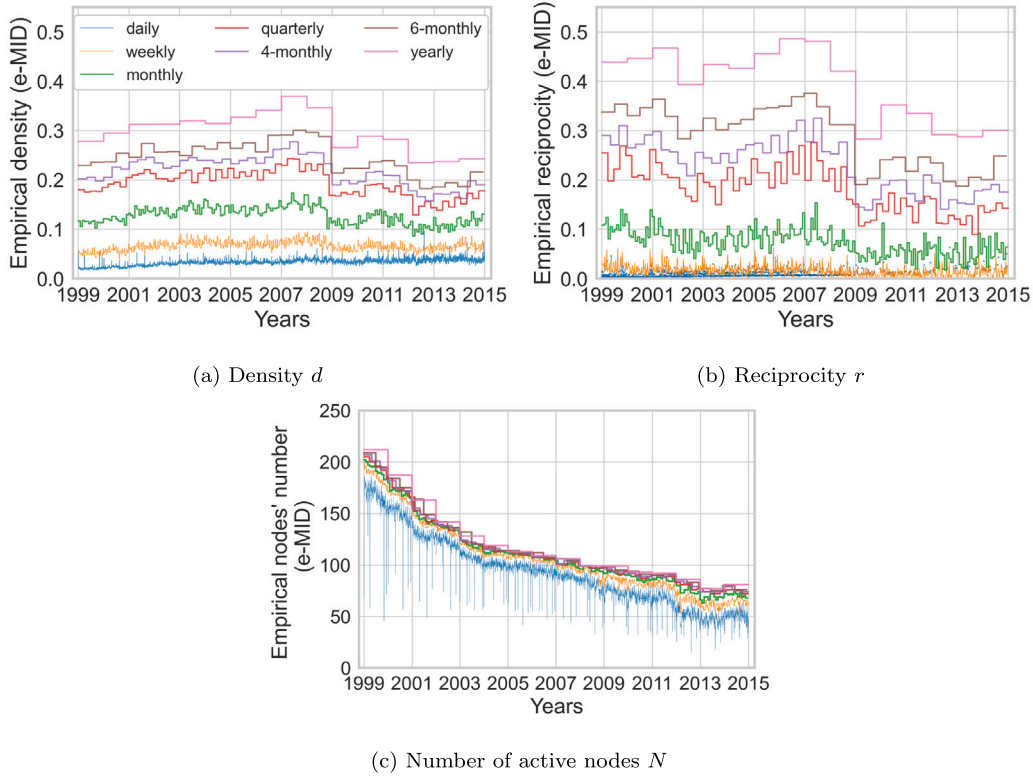 Empirical density (e-MID)
0.5
0.4
0.3
0.2
0.1
0.0
daily
weekly
monthly
quarterly
4-monthly
6-monthly
yearly
1999 2001 2003 2005 2007 2009 2011 2013 2015
Years
(a) Density d
Empirical reciprocity (e-MID)
0.5
0.4
0.3
0.2
0.1
0.0
1999 2001 2003 2005 2007 2009 2011 2013 2015
Years
(b) Reciprocity r
Empirical nodes' number
(e-MID)
250
200
150
100
50
0
1999 2001 2003 2005 2007 2009 2011 2013 2015
Years
(c) Number of active nodes N